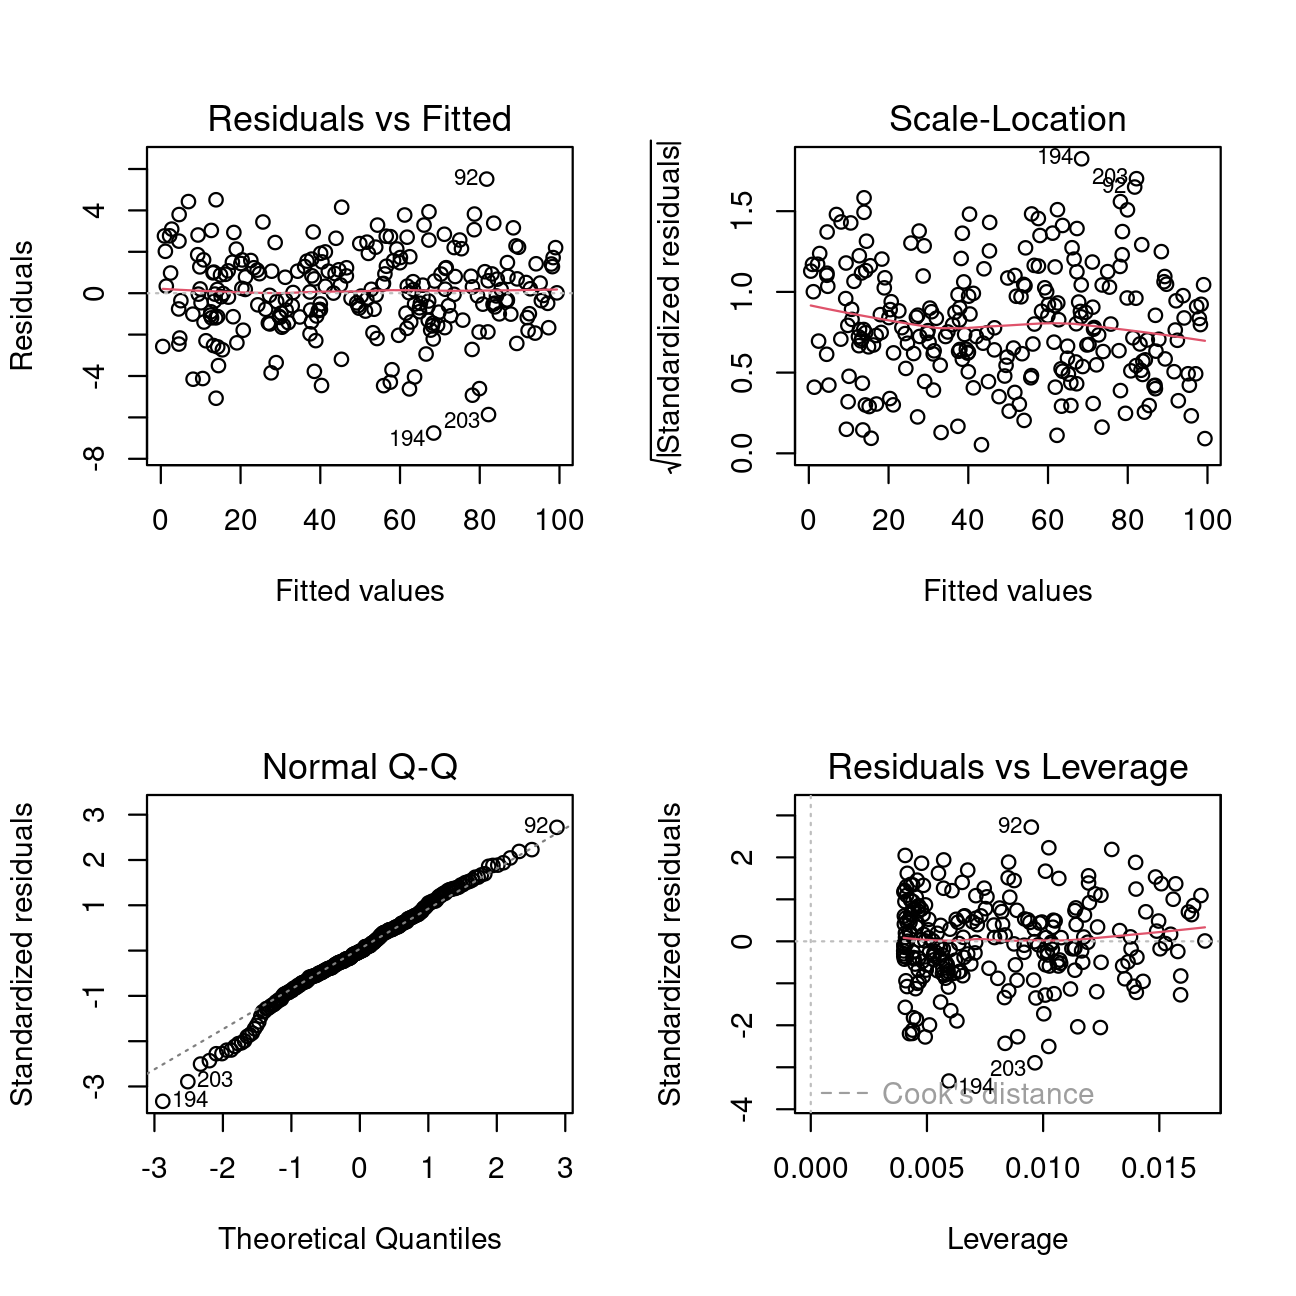 Residuals vs Fitted
Residuals
-8 -4 0 4
92
203
194
0 20 40 60 80 100
Fitted values
Scale-Location
√|Standardized residuals|
0.0 0.5 1.0 1.5
194
203
92
0 20 40 60 80 100
Fitted values
Normal Q-Q
Standardized residuals
-3 -1 1 2 3
92
203
194
-3 -2 -1 0 1 2 3
Theoretical Quantiles
Residuals vs Leverage
Standardized residuals
-4 -2 0 2
92
203
194
Cook's distance
0.000 0.005 0.010 0.015
Leverage